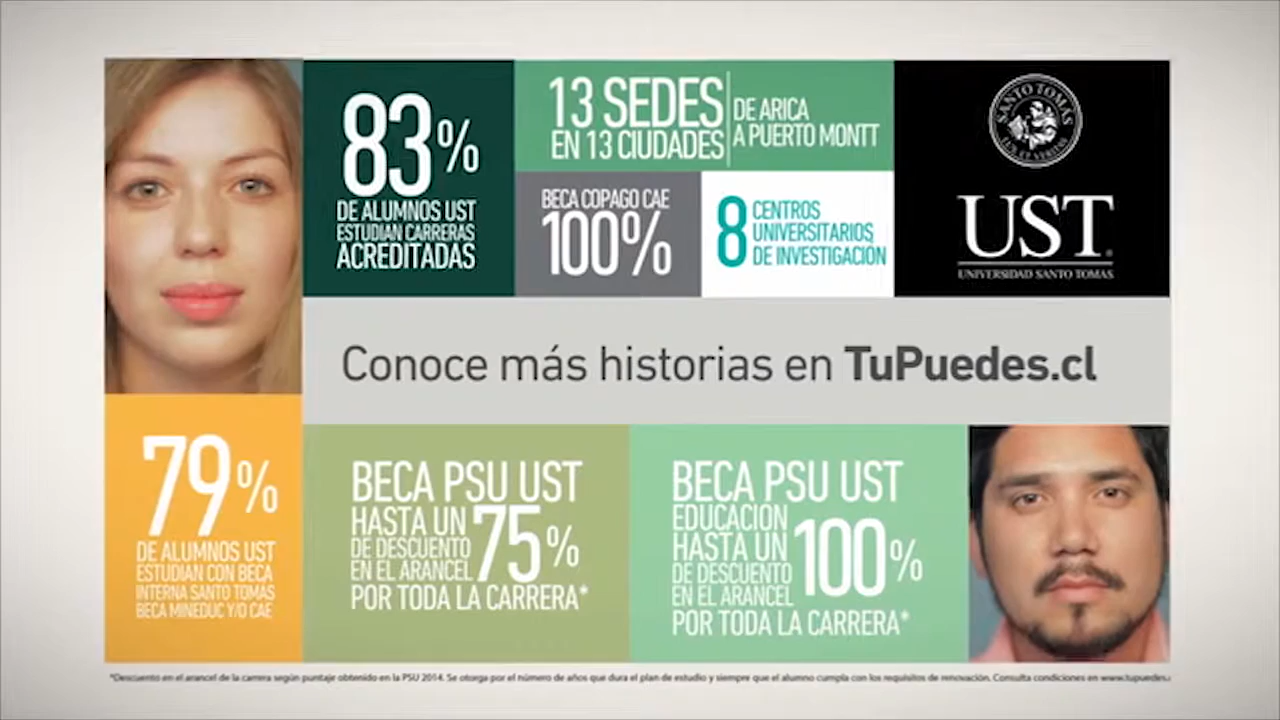 83%
DE ALUMNOS UST
ESTUDIAN CARRERAS
ACREDITADAS
13 SEDES
EN 13 CIUDADES
DE ARICA
A PUERTO MONTT
BECA COPAGO CAE
100%
8
CENTROS
UNIVERSITARIOS
DE INVESTIGACIÓN
SANTO TOMAS
UST®
UNIVERSIDAD SANTO TOMAS
Conoce más historias en TuPuedes.cl
79%
DE ALUMNOS UST
ESTUDIAN CON BECA
INTERNA SANTO TOMAS
BECA MINEDUC Y/O CAE
BECA PSU UST
HASTA UN
DE DESCUENTO
EN EL ARANCEL
75%
POR TODA LA CARRERA*
BECA PSU UST
EDUCACIÓN
HASTA UN
DE DESCUENTO
EN EL ARANCEL
100%
POR TODA LA CARRERA*
*Descuento en el arancel de la carrera según puntaje obtenido en la PSU 2014. Se otorga por el número de años que dura el plan de estudio y siempre que el alumno cumpla con los requisitos de renovación. Consulta condiciones en www.tupuedes.